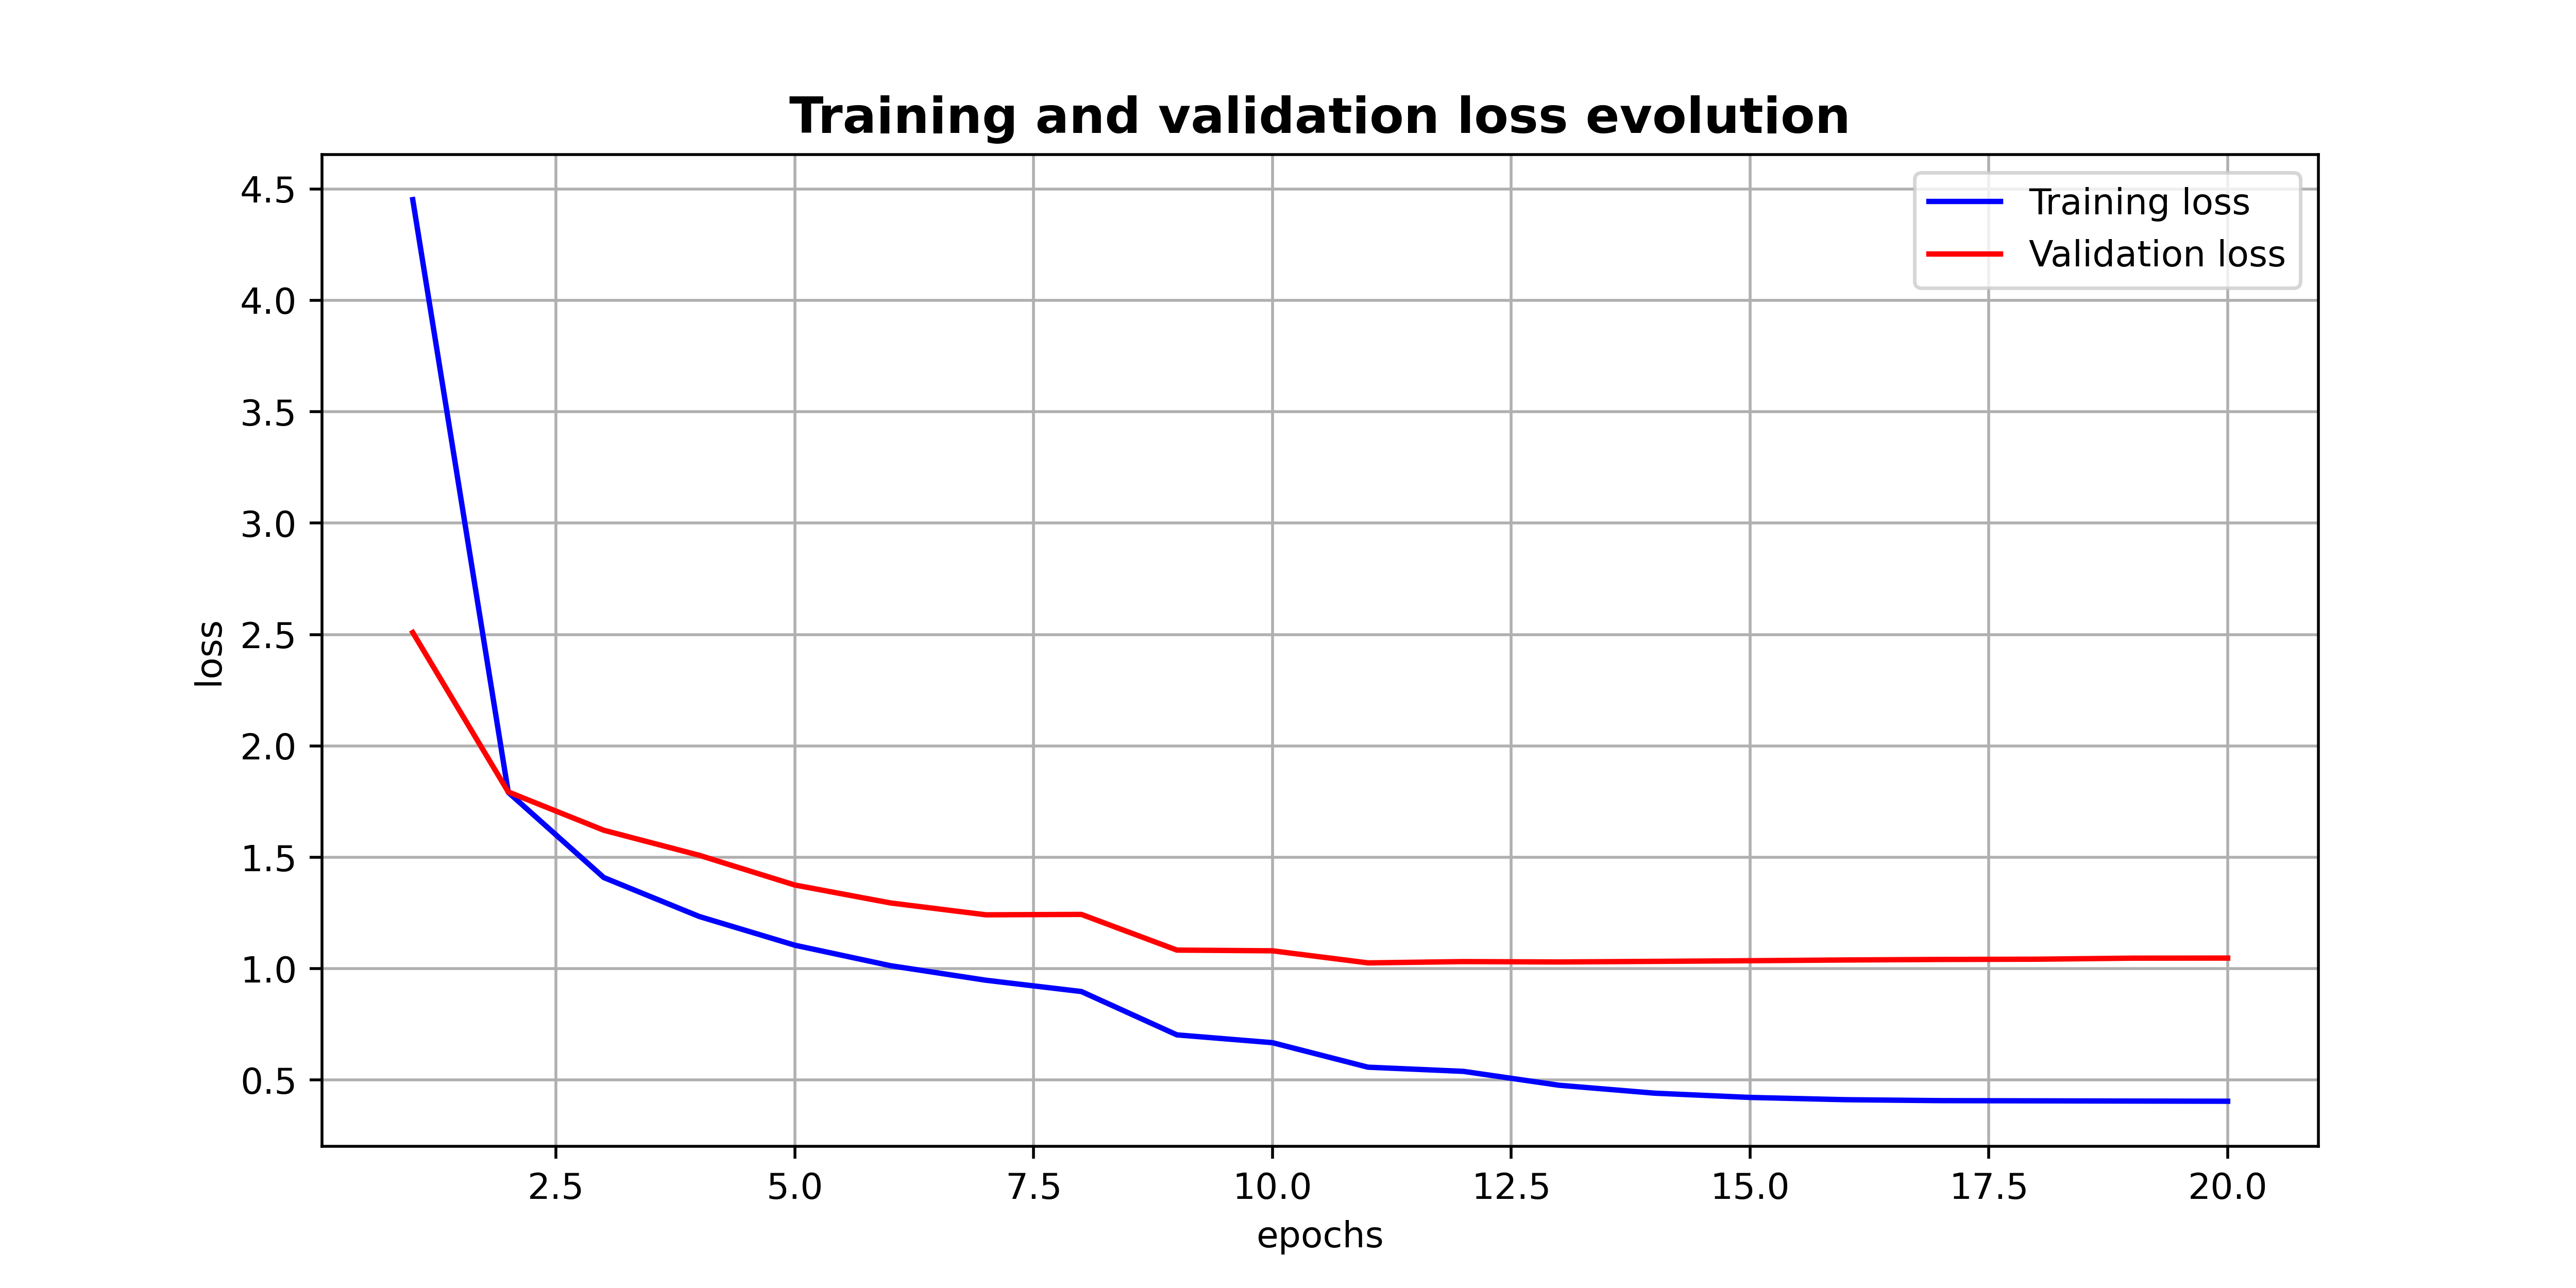 Training and validation loss evolution
Training loss
Validation loss
loss
4.5
4.0
3.5
3.0
2.5
2.0
1.5
1.0
0.5
2.5 5.0 7.5 10.0 12.5 15.0 17.5 20.0
epochs